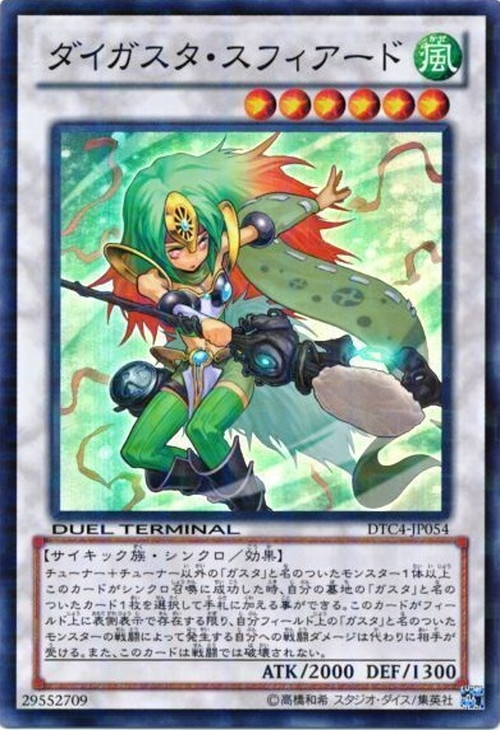 ダイガスタ・スフィアード
風
DUEL TERMINAL
DTC4-JP054
【サイキック族・シンクロ／効果】
チューナー＋チューナー以外の「ガスタ」と名のついたモンスター1体以上
このカードがシンクロ召喚に成功した時、自分の墓地の「ガスタ」と名の
ついたカード1枚を選択して手札に加える事ができる。このカードがフィー
ルド上に表側表示で存在する限り、自分フィールド上の「ガスタ」と名のついた
モンスターの戦闘によって発生する自分への戦闘ダメージは代わりに相手が
受ける。また、このカードは戦闘では破壊されない。
ATK/2000 DEF/1300
29552709
©高橋和希 スタジオ・ダイス/集英社